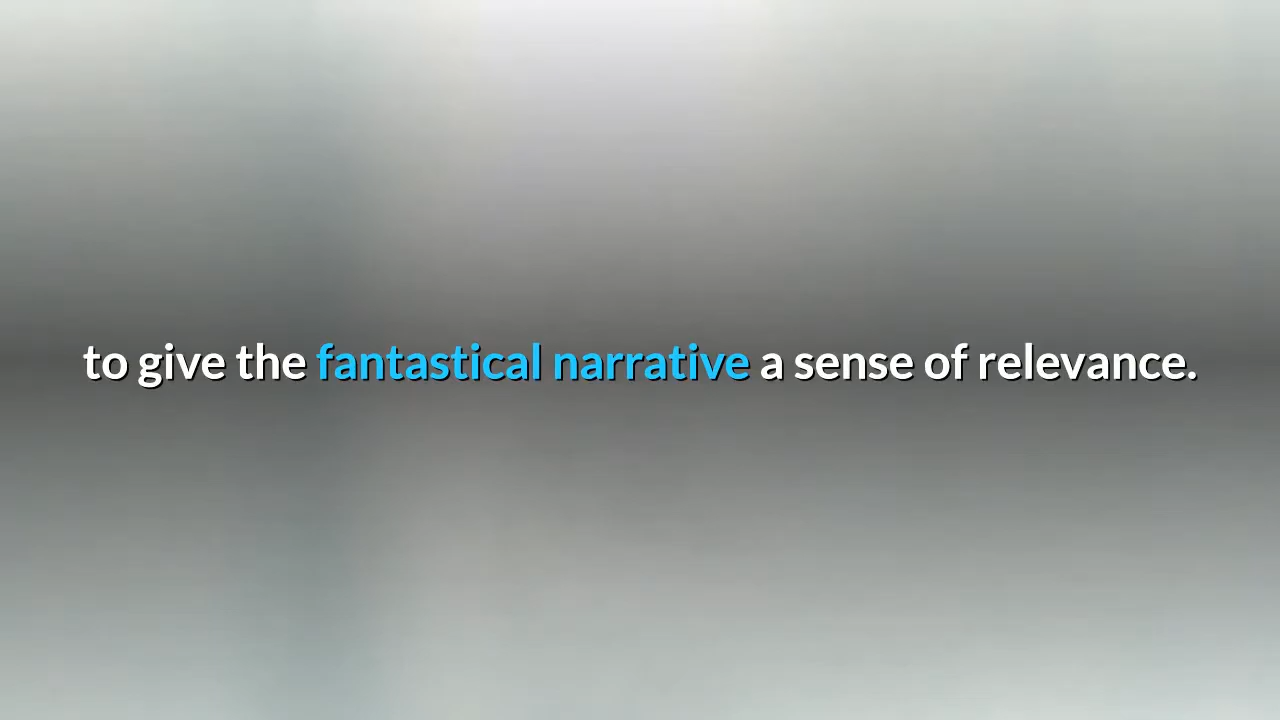 to give the fantastical narrative a sense of relevance.